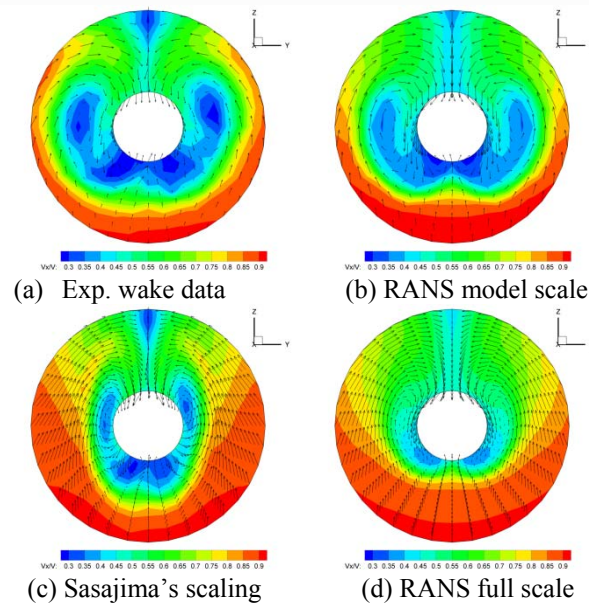 Z
X Y
Z
X Y
Vx/V: 0.3 0.35 0.4 0.45 0.5 0.55 0.6 0.65 0.7 0.75 0.8 0.85 0.9
Vx/V: 0.3 0.35 0.4 0.45 0.5 0.55 0.6 0.65 0.7 0.75 0.8 0.85 0.9
(a) Exp. wake data
(b) RANS model scale
Z
X Y
Z
X Y
Vx/V: 0.3 0.35 0.4 0.45 0.5 0.55 0.6 0.65 0.7 0.75 0.8 0.85 0.9
Vx/V: 0.3 0.35 0.4 0.45 0.5 0.55 0.6 0.65 0.7 0.75 0.8 0.85 0.9
(c) Sasajima’s scaling
(d) RANS full scale